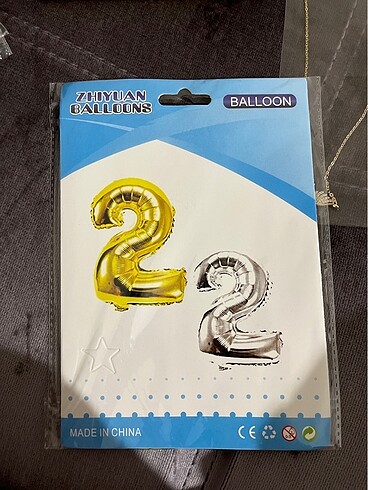 ZHIYUAN
BALLOONS
BALLOON
2
2
MADE IN CHINA
CE